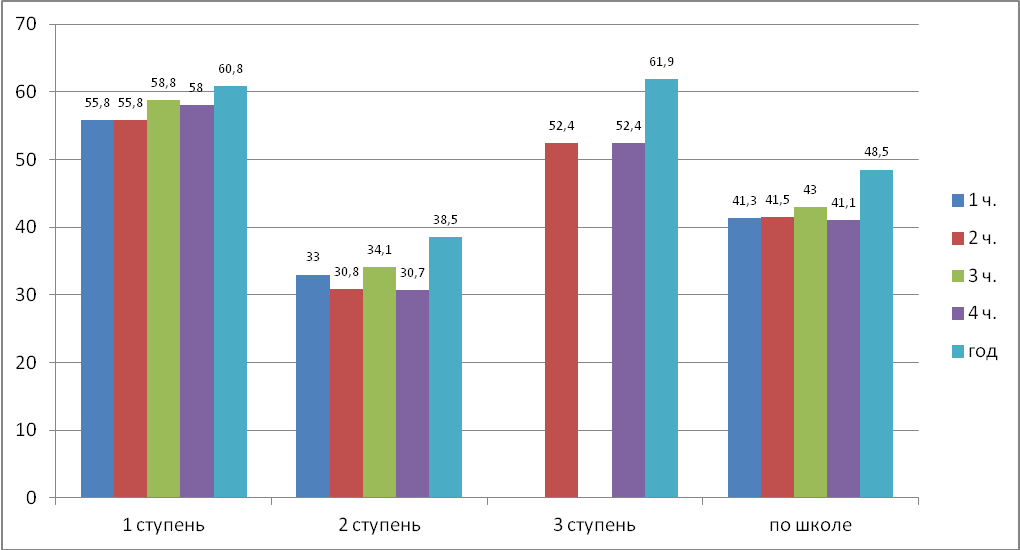 70
60
50
40
30
20
10
0
55,8
55,8
58,8
58
60,8
33
30,8
34,1
30,7
38,5
52,4
52,4
61,9
41,3
41,5
43
41,1
48,5
1 ступень
2 ступень
3 ступень
по школе
1 ч.
2 ч.
3 ч.
4 ч.
год